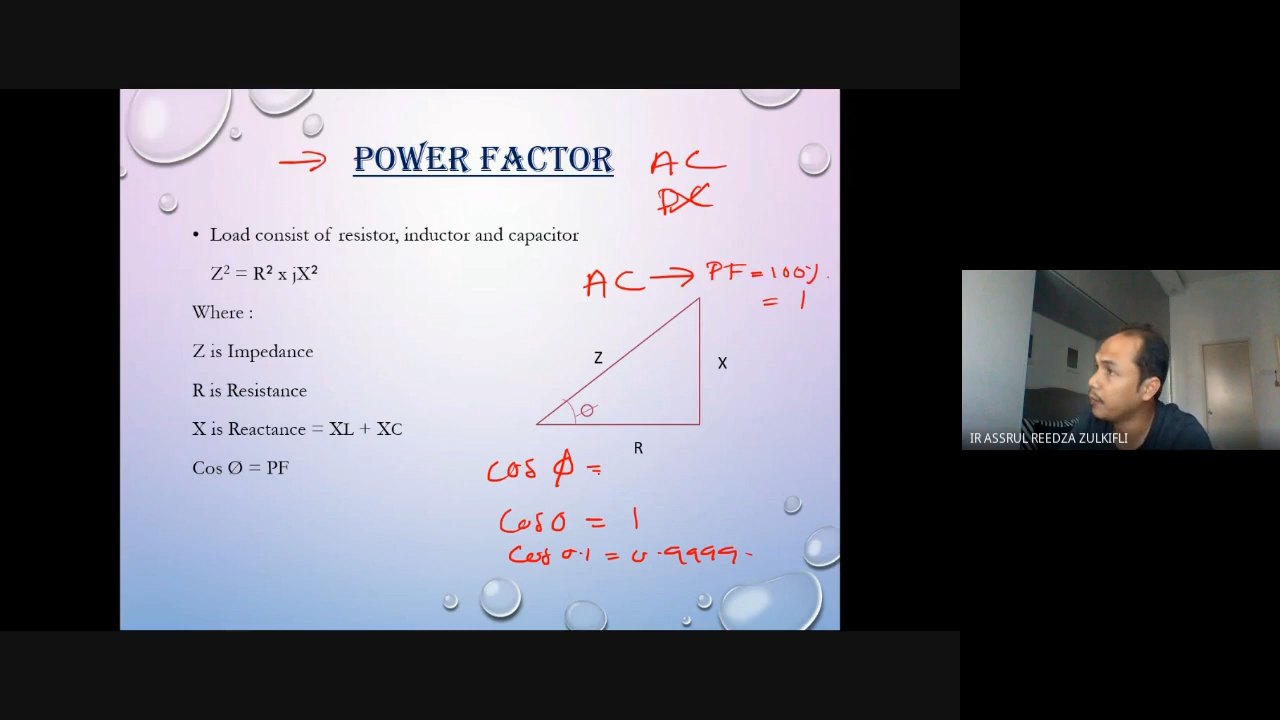 → POWER FACTOR AC
DC
• Load consist of resistor, inductor and capacitor
Z² = R² x jX²
AC → PF = 100%.
= 1
Where :
Z is Impedance
Z
X
R is Resistance
Ø
X is Reactance = XL + XC
R
Cos Ø = PF
cos ϕ =
IR ASSRUL REEDZA ZULKIFLI
Cos 0 = 1
Cos 0.1 = 0.9999.